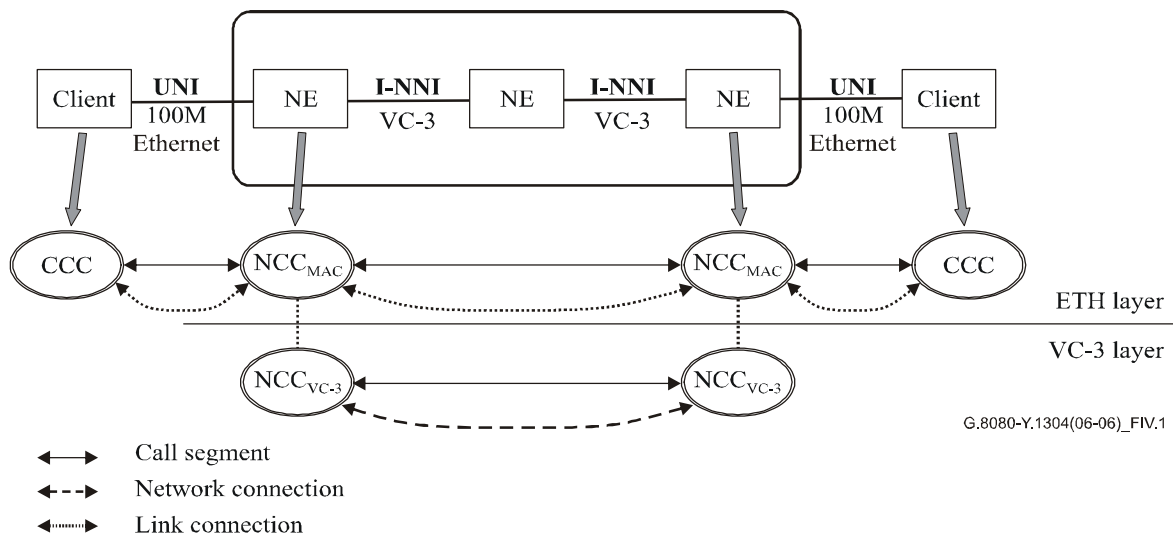 UNI
I-NNI
I-NNI
UNI
Client
NE
NE
NE
Client
100M
Ethernet
VC-3
VC-3
100M
Ethernet
CCC
NCCMAC
NCCMAC
CCC
ETH layer
VC-3 layer
NCCVC-3
NCCVC-3
G.8080-Y.1304(06-06)_FIV.1
Call segment
Network connection
Link connection